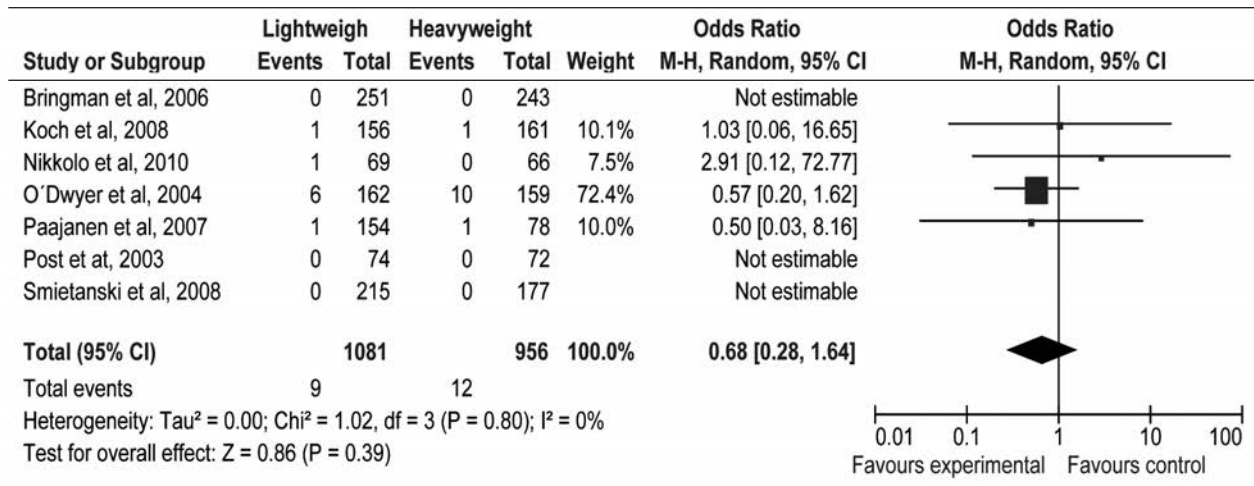 Lightweigh Heavyweight Odds Ratio Odds Ratio
Study or Subgroup Events Total Events Total Weight M-H, Random, 95% CI M-H, Random, 95% CI
Bringman et al, 2006 0 251 0 243 Not estimable
Koch et al, 2008 1 156 1 161 10.1% 1.03 [0.06, 16.65]
Nikkolo et al, 2010 1 69 0 66 7.5% 2.91 [0.12, 72.77]
O´Dwyer et al, 2004 6 162 10 159 72.4% 0.57 [0.20, 1.62]
Paajanen et al, 2007 1 154 1 78 10.0% 0.50 [0.03, 8.16]
Post et at, 2003 0 74 0 72 Not estimable
Smietanski et al, 2008 0 215 0 177 Not estimable
Total (95% CI) 1081 956 100.0% 0.68 [0.28, 1.64]
Total events 9 12
Heterogeneity: Tau² = 0.00; Chi² = 1.02, df = 3 (P = 0.80); I² = 0%
Test for overall effect: Z = 0.86 (P = 0.39)
0.01 0.1 1 10 100
Favours experimental Favours control